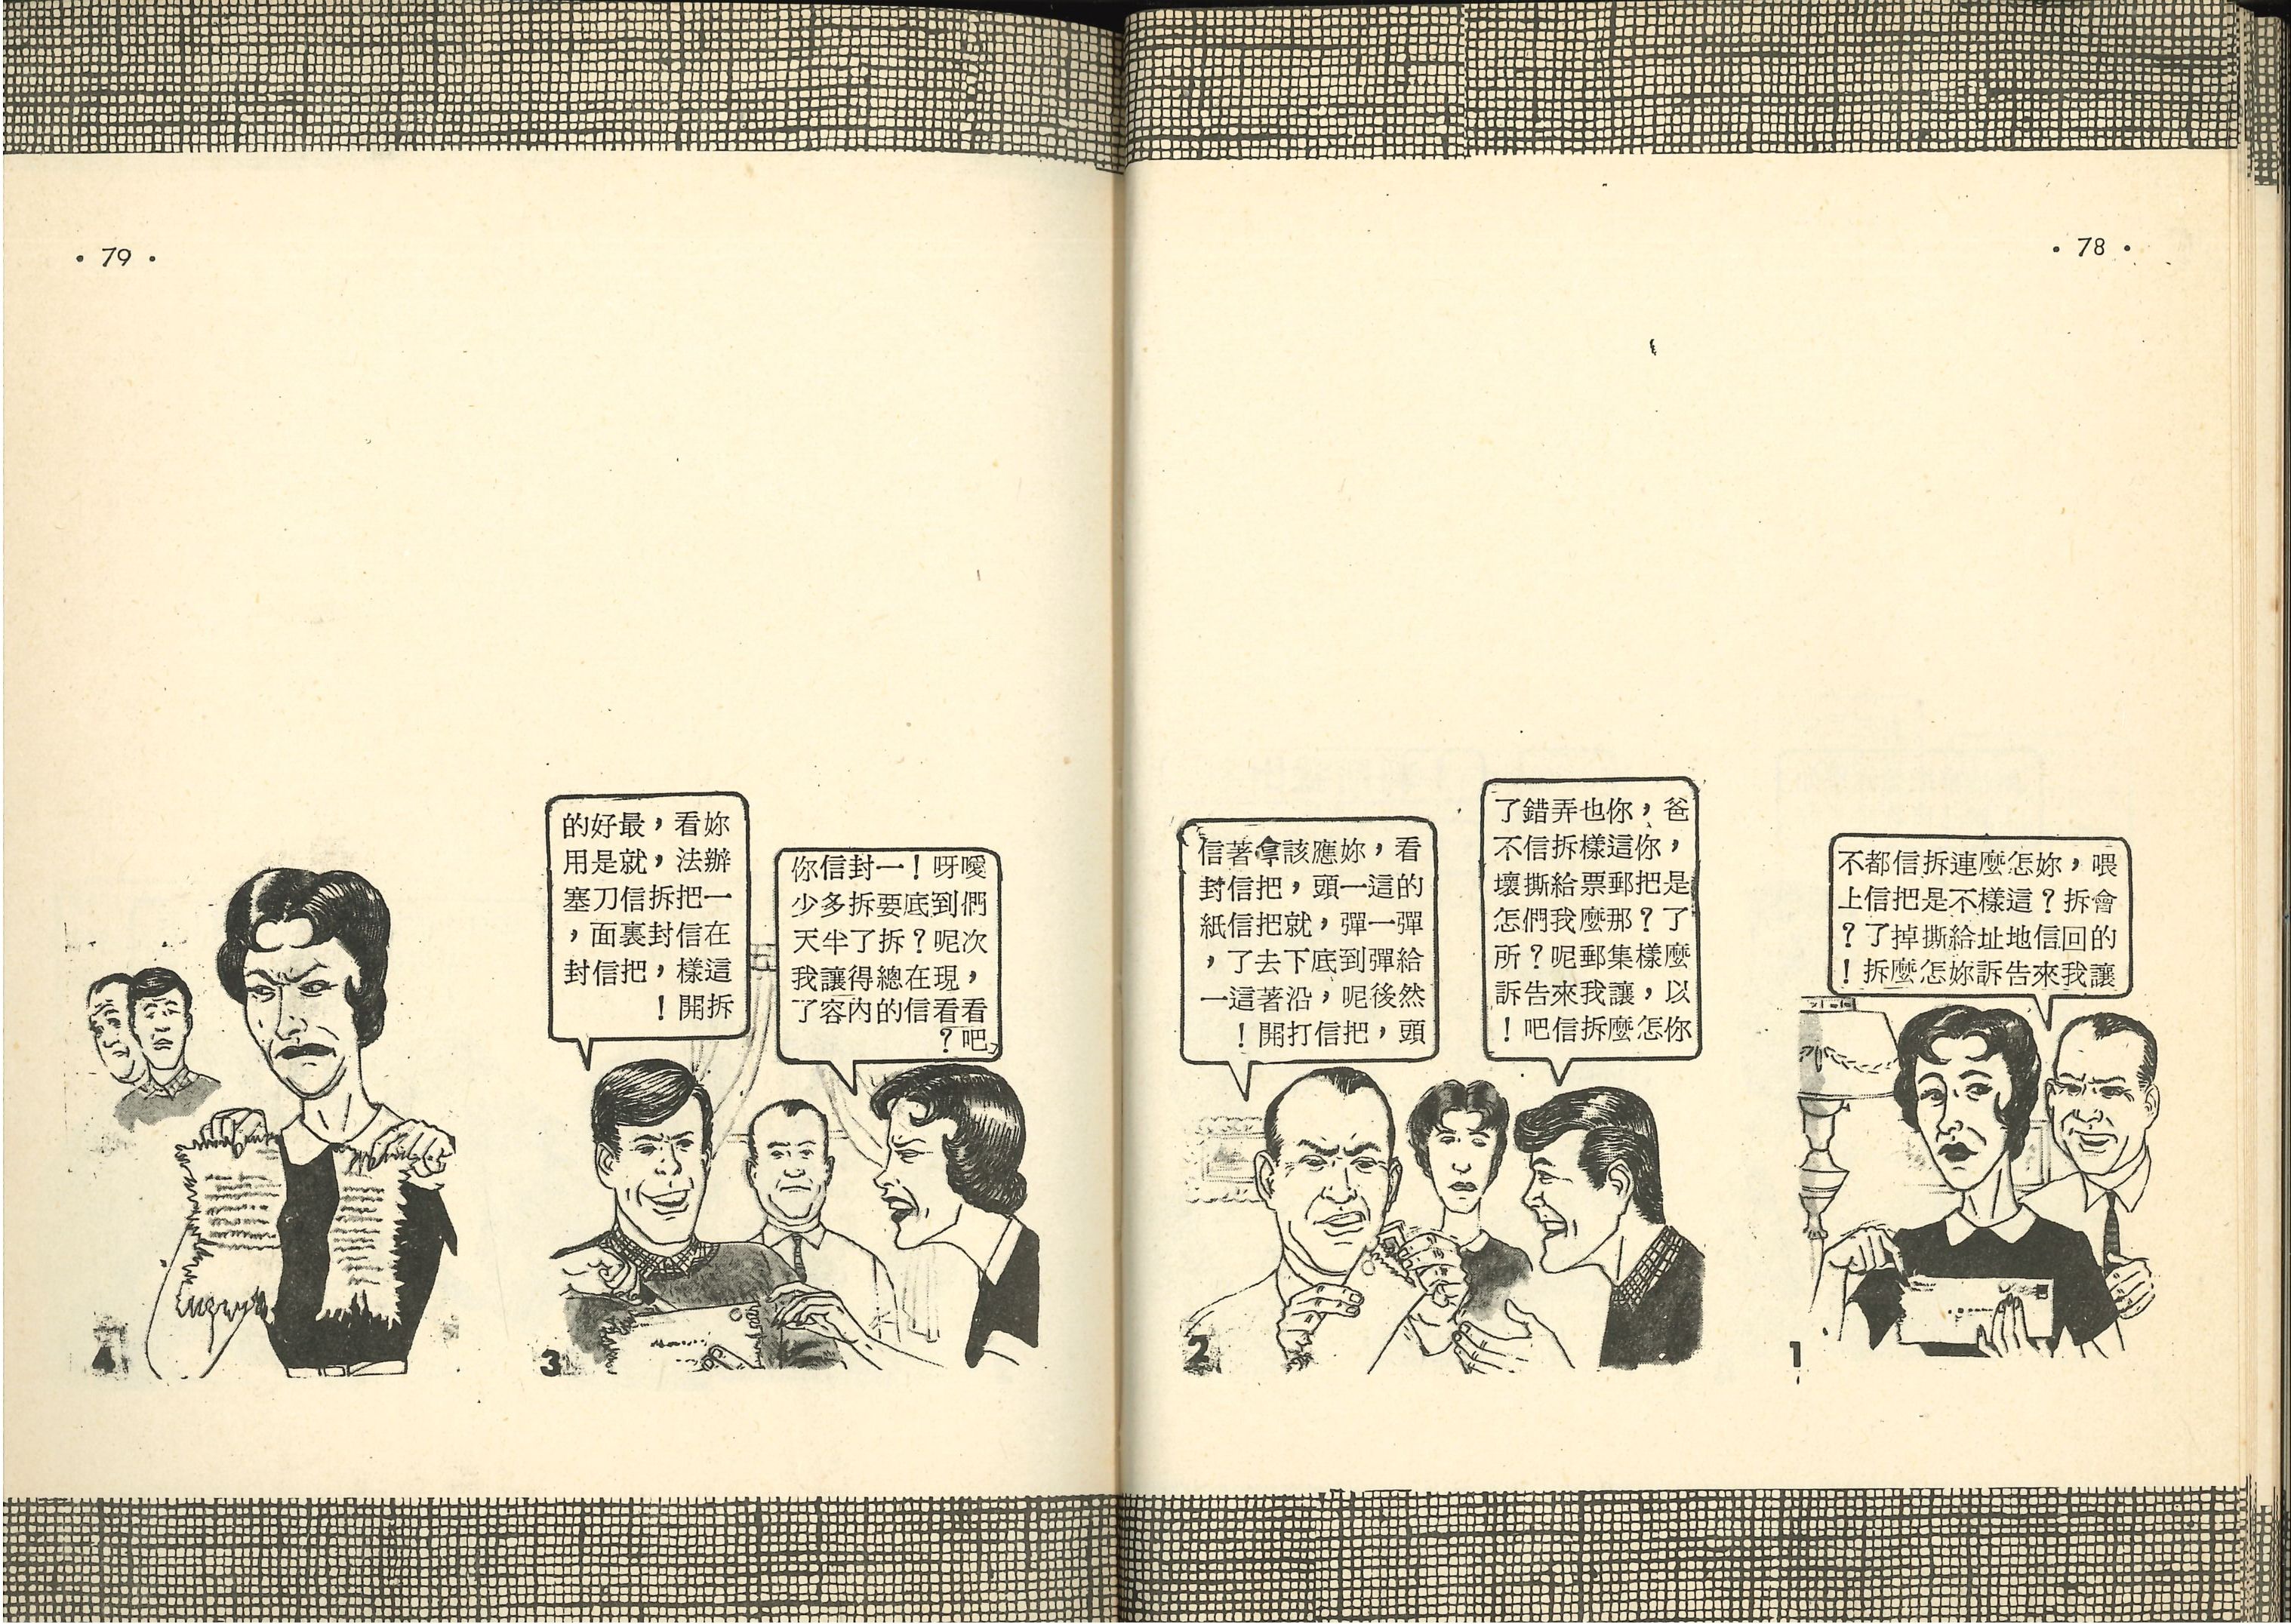 78
喂，妳怎麼連拆信都不
會拆？這樣不是把信上
的回信地址給撕掉了？
讓我來告訴妳怎麼拆！
1
爸，你也弄錯了
，你這樣拆信不
是把郵票給撕壞
了？那麼我們怎
麼樣集郵呢？所
以，讓我來告訴
你怎麼拆信吧！
看，妳應該拿著信
的這一頭，把信封
彈一彈，就把信紙
給彈到底下去了，
然後呢，沿著這一
頭，把信打開！
2
79
噯呀！一封信你
們到底要拆多少
次呢？拆了半天
，現在總得讓我
看看信的內容了
吧？
妳看，最好的
辦法，就是用
一把拆信刀塞
在信封裏面，
這樣，把信封
拆開！
3
4